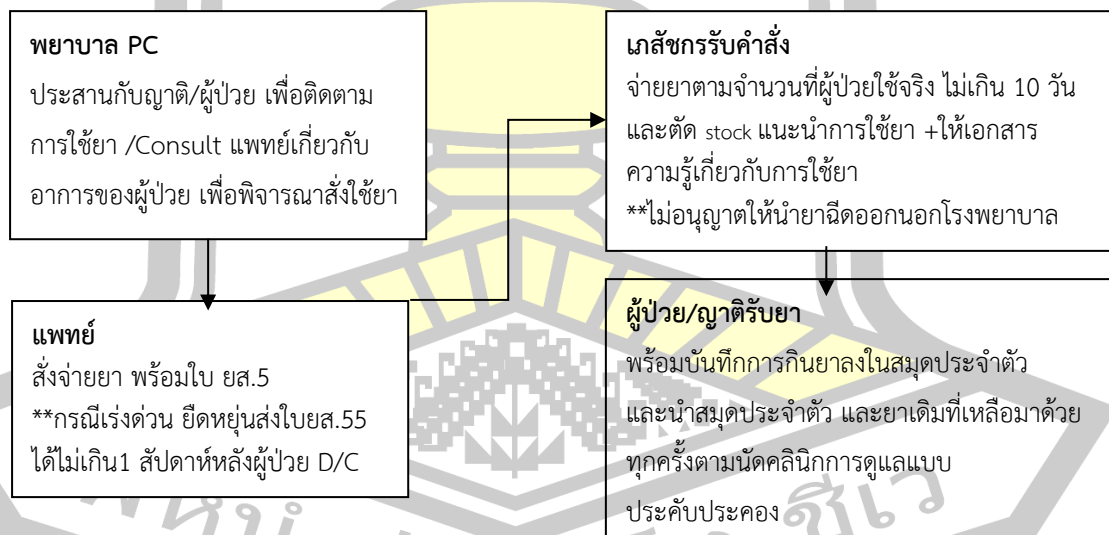 พยาบาล PC
ประสานกับญาติ/ผู้ป่วย เพื่อติดตาม
การใช้ยา /Consult แพทย์เกี่ยวกับ
อาการของผู้ป่วย เพื่อพิจารณาสั่งใช้ยา
แพทย์
สั่งจ่ายยา พร้อมใบ ยส.5
**กรณีเร่งด่วน ยืดหยุ่นส่งใบยส.55
ได้ไม่เกิน1 สัปดาห์หลังผู้ป่วย D/C
เภสัชกรรับคำสั่ง
จ่ายยาตามจำนวนที่ผู้ป่วยใช้จริง ไม่เกิน 10 วัน
และตัด stock แนะนำการใช้ยา +ให้เอกสาร
ความรู้เกี่ยวกับการใช้ยา
**ไม่อนุญาตให้นำยาฉีดออกนอกโรงพยาบาล
ผู้ป่วย/ญาติรับยา
พร้อมบันทึกการกินยาลงในสมุดประจำตัว
และนำสมุดประจำตัว และยาเดิมที่เหลือมาด้วย
ทุกครั้งตามนัดคลินิกการดูแลแบบ
ประคับประคอง
ชีเว